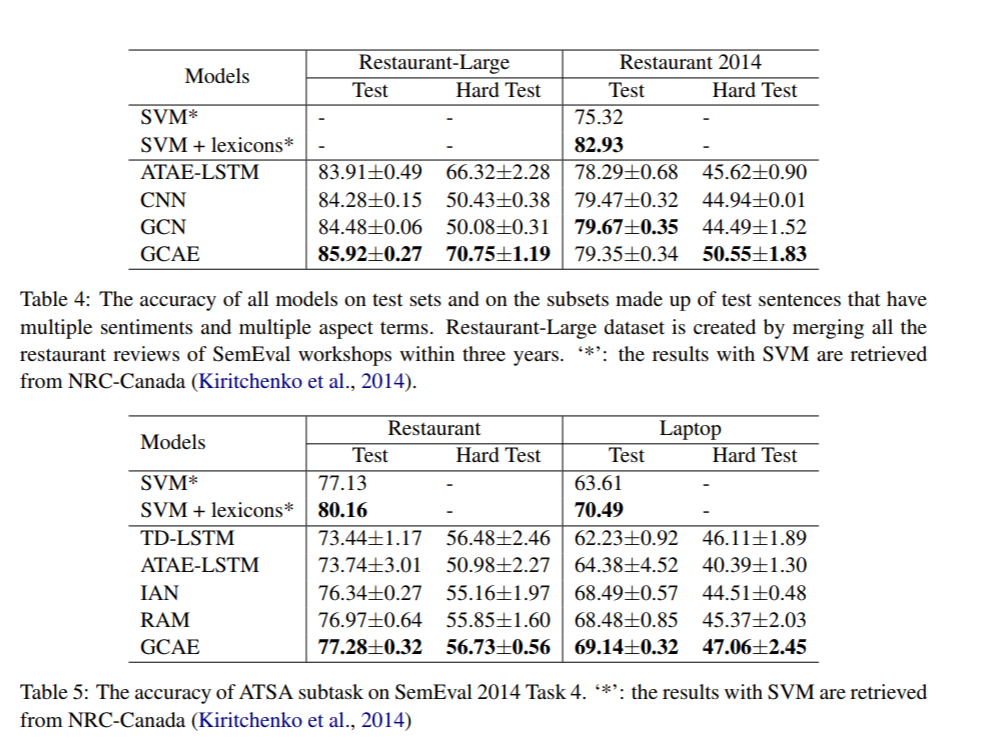 Models Restaurant-Large Restaurant 2014
Test Hard Test Test Hard Test
SVM* - - 75.32 -
SVM + lexicons* - - 82.93 -
ATAE-LSTM 83.91±0.49 66.32±2.28 78.29±0.68 45.62±0.90
CNN 84.28±0.15 50.43±0.38 79.47±0.32 44.94±0.01
GCN 84.48±0.06 50.08±0.31 79.67±0.35 44.49±1.52
GCAE 85.92±0.27 70.75±1.19 79.35±0.34 50.55±1.83
Table 4: The accuracy of all models on test sets and on the subsets made up of test sentences that have
multiple sentiments and multiple aspect terms. Restaurant-Large dataset is created by merging all the
restaurant reviews of SemEval workshops within three years. ‘*’: the results with SVM are retrieved
from NRC-Canada (Kiritchenko et al., 2014).
Models Restaurant Laptop
Test Hard Test Test Hard Test
SVM* 77.13 - 63.61 -
SVM + lexicons* 80.16 - 70.49 -
TD-LSTM 73.44±1.17 56.48±2.46 62.23±0.92 46.11±1.89
ATAE-LSTM 73.74±3.01 50.98±2.27 64.38±4.52 40.39±1.30
IAN 76.34±0.27 55.16±1.97 68.49±0.57 44.51±0.48
RAM 76.97±0.64 55.85±1.60 68.48±0.85 45.37±2.03
GCAE 77.28±0.32 56.73±0.56 69.14±0.32 47.06±2.45
Table 5: The accuracy of ATSA subtask on SemEval 2014 Task 4. ‘*’: the results with SVM are retrieved
from NRC-Canada (Kiritchenko et al., 2014)